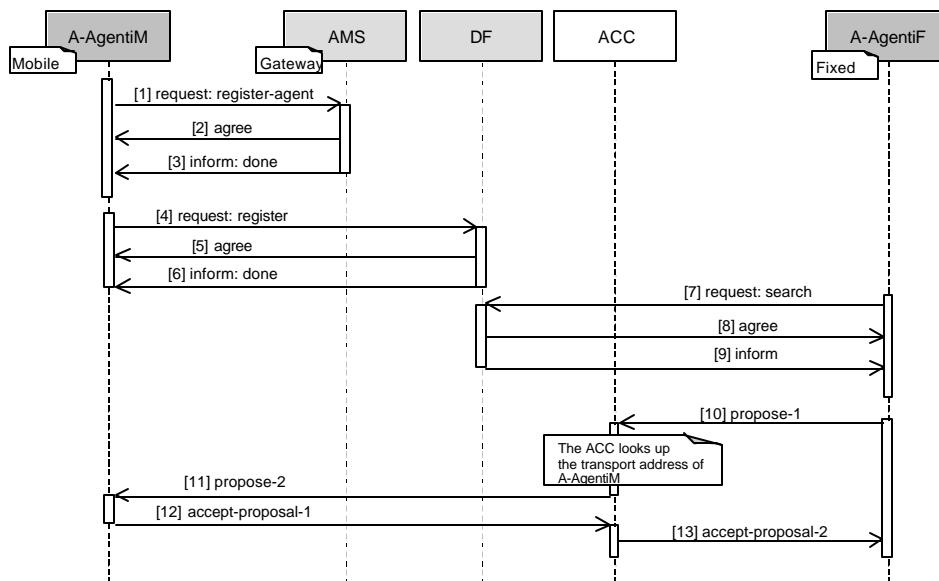 A-AgentiM
AMS
DF
ACC
A-AgentiF
Mobile
Gateway
Fixed
[1] request: register-agent
[2] agree
[3] inform: done
[4] request: register
[5] agree
[6] inform: done
[7] request: search
[8] agree
[9] inform
[10] propose-1
The ACC looks up
the transport address of
A-AgentiM
[11] propose-2
[12] accept-proposal-1
[13] accept-proposal-2